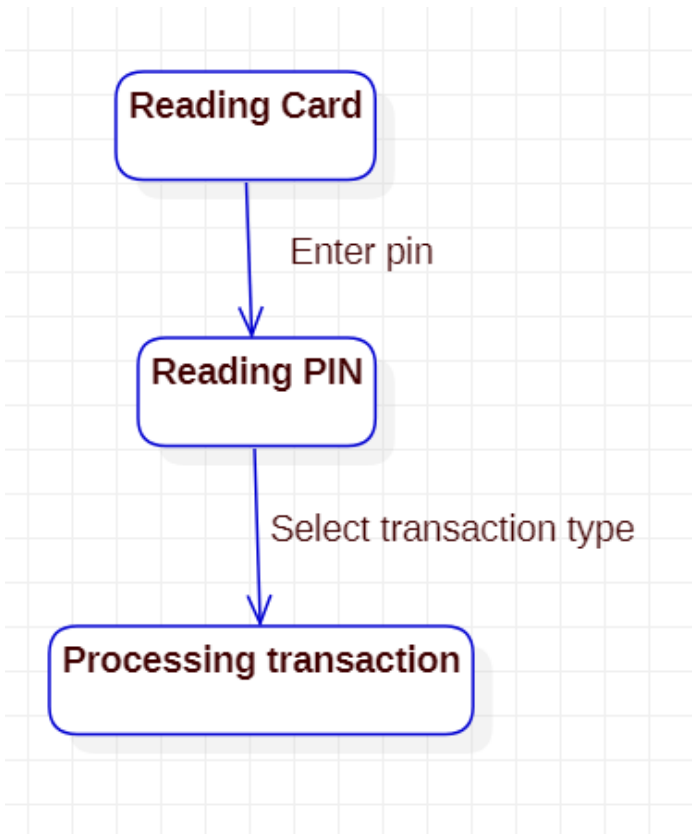 Reading Card
Enter pin
Reading PIN
Select transaction type
Processing transaction